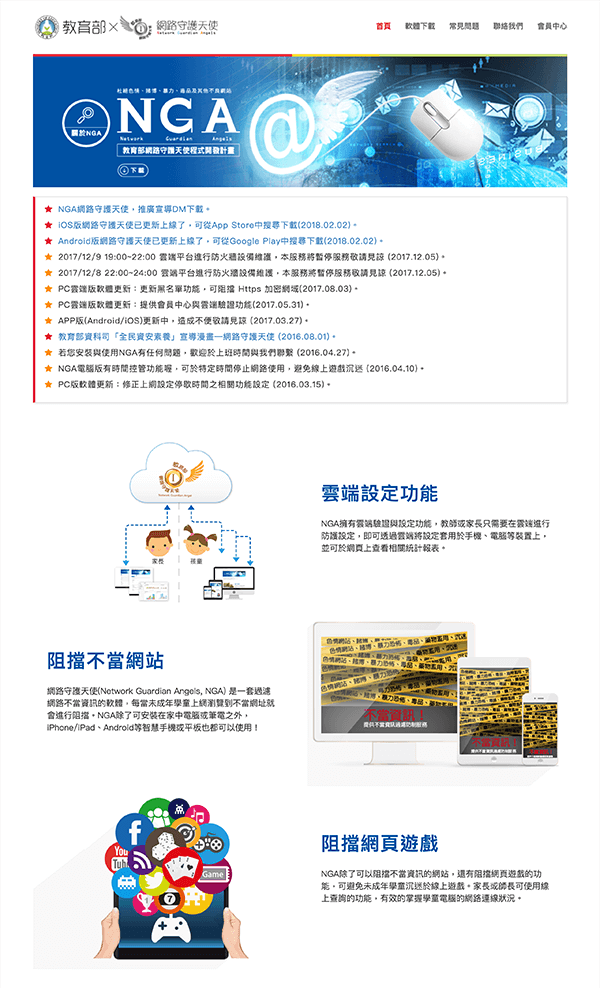 教育部 × 網路守護天使
Network Guardian Angels
首頁 軟體下載 常見問題 聯絡我們 會員中心
杜絕色情、賭博、暴力、毒品及其他不良網站
關於NGA
NGA
Network Guardian Angels
教育部網路守護天使程式開發計畫
下載
NGA網路守護天使，推廣宣導DM下載。
iOS版網路守護天使已更新上線了，可從App Store中搜尋下載(2018.02.02)。
Android版網路守護天使已更新上線了，可從Google Play中搜尋下載(2018.02.02)。
2017/12/9 19:00~22:00 雲端平台進行防火牆設備維護，本服務將暫停服務敬請見諒 (2017.12.05)。
2017/12/8 22:00~24:00 雲端平台進行防火牆設備維護，本服務將暫停服務敬請見諒 (2017.12.05)。
PC雲端版軟體更新：更新黑名單功能，可阻擋 Https 加密網域(2017.08.03)。
PC雲端版軟體更新：提供會員中心與雲端驗證功能(2017.05.31)。
APP版(Android/iOS)更新中，造成不便敬請見諒 (2017.03.27)。
教育部資科司「全民資安素養」宣導漫畫—網路守護天使 (2016.08.01)。
若您安裝與使用NGA有任何問題，歡迎於上班時間與我們聯繫 (2016.04.27)。
NGA電腦版有時間控管功能喔，可於特定時間停止網路使用，避免線上遊戲沉迷 (2016.04.10)。
PC版軟體更新：修正上網設定停歇時間之相關功能設定 (2016.03.15)。
教育部
網路守護天使
Network Guardian Angels
家長
孩童
雲端設定功能
NGA擁有雲端驗證與設定功能，教師或家長只需要在雲端進行
防護設定，即可透過雲端將設定套用於手機、電腦等裝置上，
並可於網頁上查看相關統計報表。
阻擋不當網站
網路守護天使(Network Guardian Angels, NGA) 是一套過濾
網路不當資訊的軟體，每當未成年學童上網瀏覽到不當網址就
會進行阻擋。NGA除了可安裝在家中電腦或筆電之外，
iPhone/iPad、Android等智慧手機或平板也都可以使用！
色情網站、賭博、暴力恐怖、毒品、藥物濫用、沉迷
不當資訊！
提供不當資訊過濾防制服務
不當資訊！
提供不當資訊過濾防制服務
You
Tube
Game
7
阻擋網頁遊戲
NGA除了可以阻擋不當資訊的網站，還有阻擋網頁遊戲的功
能，可避免未成年學童沉迷於線上遊戲。家長或師長可使用線
上查詢的功能，有效的掌握學童電腦的網路連線狀況。